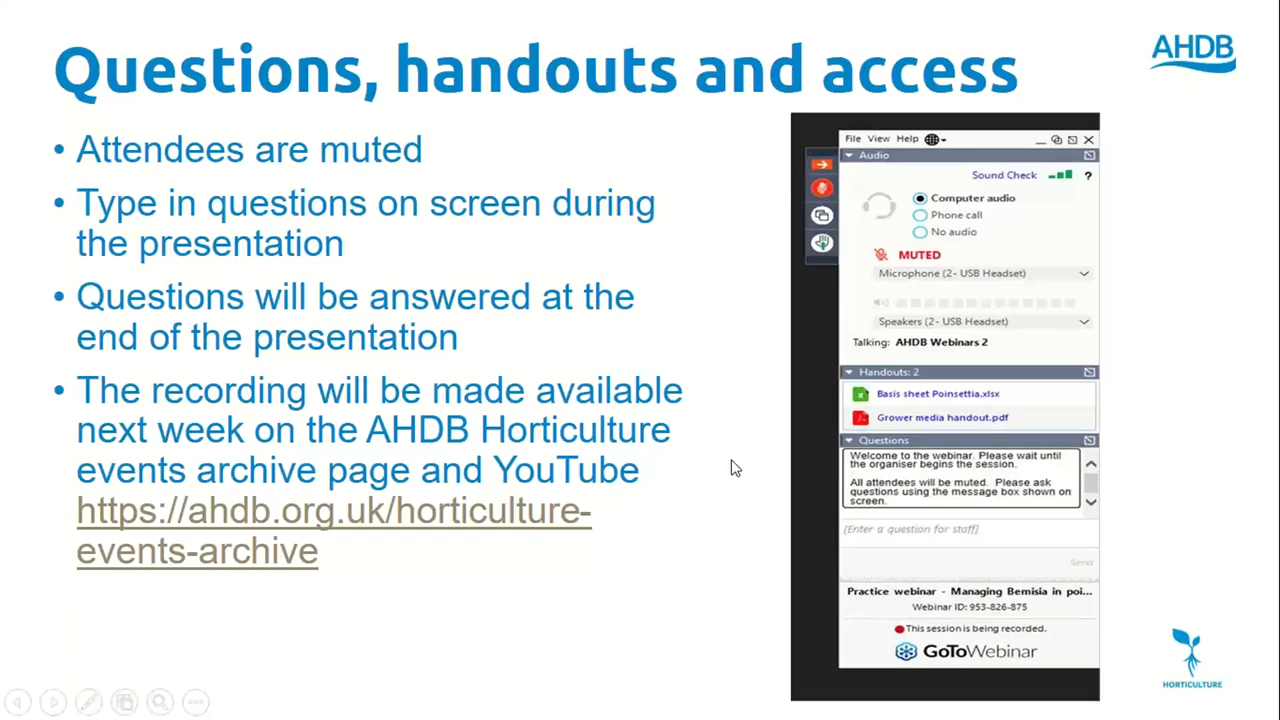 Questions, handouts and access
AHDB
• Attendees are muted
• Type in questions on screen during
the presentation
• Questions will be answered at the
end of the presentation
• The recording will be made available
next week on the AHDB Horticulture
events archive page and YouTube
https://ahdb.org.uk/horticulture-
events-archive
File View Help
Audio
Sound Check ?
Computer audio
Phone call
No audio
MUTED
Microphone (2- USB Headset)
Speakers (2- USB Headset)
Talking: AHDB Webinars 2
Handouts: 2
Basis sheet Poinsettia.xlsx
Grower media handout.pdf
Questions
Welcome to the webinar. Please wait until
the organiser begins the session.
All attendees will be muted. Please ask
questions using the message box shown on
screen.
[Enter a question for staff]
Send
Practice webinar - Managing Bemisia in poi...
Webinar ID: 953-826-875
This session is being recorded.
GoToWebinar
HORTICULTURE